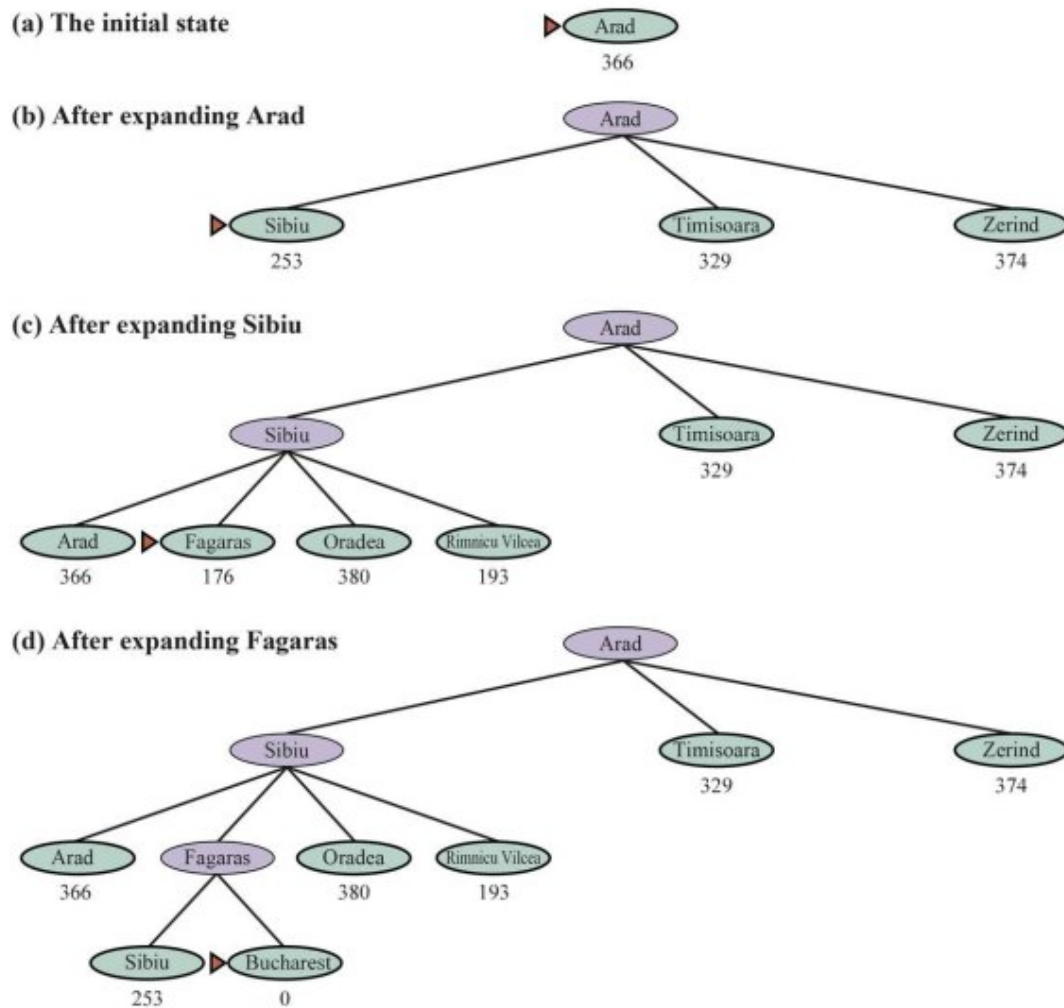 (a) The initial state
Arad
366
(b) After expanding Arad
Arad
Sibiu Timisoara Zerind
253 329 374
(c) After expanding Sibiu
Arad
Sibiu Timisoara Zerind
329 374
Arad Fagaras Oradea Rimnicu Vilcea
366 176 380 193
(d) After expanding Fagaras
Arad
Sibiu Timisoara Zerind
329 374
Arad Fagaras Oradea Rimnicu Vilcea
366 380 193
Sibiu Bucharest
253 0